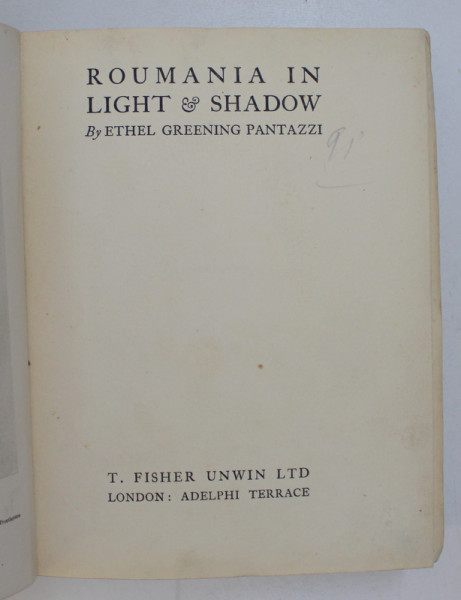 ROUMANIA IN
LIGHT & SHADOW
By ETHEL GREENING PANTAZZI
T. FISHER UNWIN LTD
LONDON: ADELPHI TERRACE